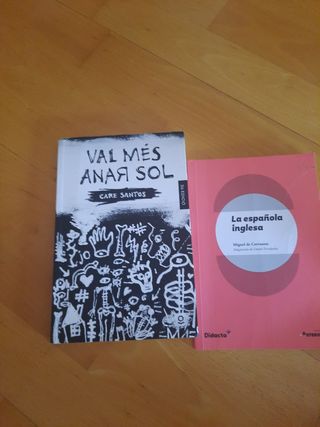 VAL MÉS
ANAR SOL
CARE SANTOS
La española
inglesa
Miguel de Cervantes
Didacta+